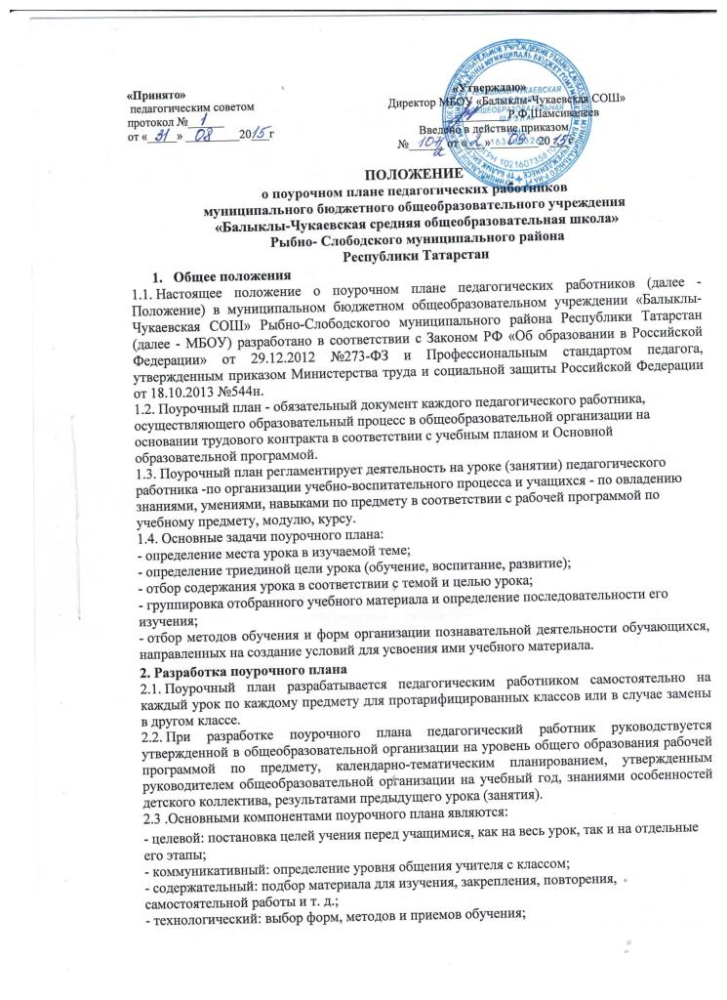 «Принято»
педагогическим советом
протокол № 1
от « 31 » 08 2015 г
«Утверждаю»
Директор МБОУ «Балыклы-Чукаевская СОШ»
Р.Ф.Шамсивалеев
Введено в действие приказом
№ от « 2 » 09 2015 г
ПОЛОЖЕНИЕ
о поурочном плане педагогических работников
муниципального бюджетного общеобразовательного учреждения
«Балыклы-Чукаевская средняя общеобразовательная школа»
Рыбно- Слободского муниципального района
Республики Татарстан
1. Общее положения
1.1. Настоящее положение о поурочном плане педагогических работников (далее -
Положение) в муниципальном бюджетном общеобразовательном учреждении «Балыклы-
Чукаевская СОШ» Рыбно-Слободскогоо муниципального района Республики Татарстан
(далее - МБОУ) разработано в соответствии с Законом РФ «Об образовании в Российской
Федерации» от 29.12.2012 №273-ФЗ и Профессиональным стандартом педагога,
утвержденным приказом Министерства труда и социальной защиты Российской Федерации
от 18.10.2013 №544н.
1.2. Поурочный план - обязательный документ каждого педагогического работника,
осуществляющего образовательный процесс в общеобразовательной организации на
основании трудового контракта в соответствии с учебным планом и Основной
образовательной программой.
1.3. Поурочный план регламентирует деятельность на уроке (занятии) педагогического
работника -по организации учебно-воспитательного процесса и учащихся - по овладению
знаниями, умениями, навыками по предмету в соответствии с рабочей программой по
учебному предмету, модулю, курсу.
1.4. Основные задачи поурочного плана:
- определение места урока в изучаемой теме;
- определение триединой цели урока (обучение, воспитание, развитие);
- отбор содержания урока в соответствии с темой и целью урока;
- группировка отобранного учебного материала и определение последовательности его
изучения;
- отбор методов обучения и форм организации познавательной деятельности обучающихся,
направленных на создание условий для усвоения ими учебного материала.
2. Разработка поурочного плана
2.1. Поурочный план разрабатывается педагогическим работником самостоятельно на
каждый урок по каждому предмету для протарифицированных классов или в случае замены
в другом классе.
2.2. При разработке поурочного плана педагогический работник руководствуется
утвержденной в общеобразовательной организации на уровень общего образования рабочей
программой по предмету, календарно-тематическим планированием, утвержденным
руководителем общеобразовательной организации на учебный год, знаниями особенностей
детского коллектива, результатами предыдущего урока (занятия).
2.3 .Основными компонентами поурочного плана являются:
- целевой: постановка целей учения перед учащимися, как на весь урок, так и на отдельные
его этапы;
- коммуникативный: определение уровня общения учителя с классом;
- содержательный: подбор материала для изучения, закрепления, повторения,
самостоятельной работы и т. д.;
- технологический: выбор форм, методов и приемов обучения;